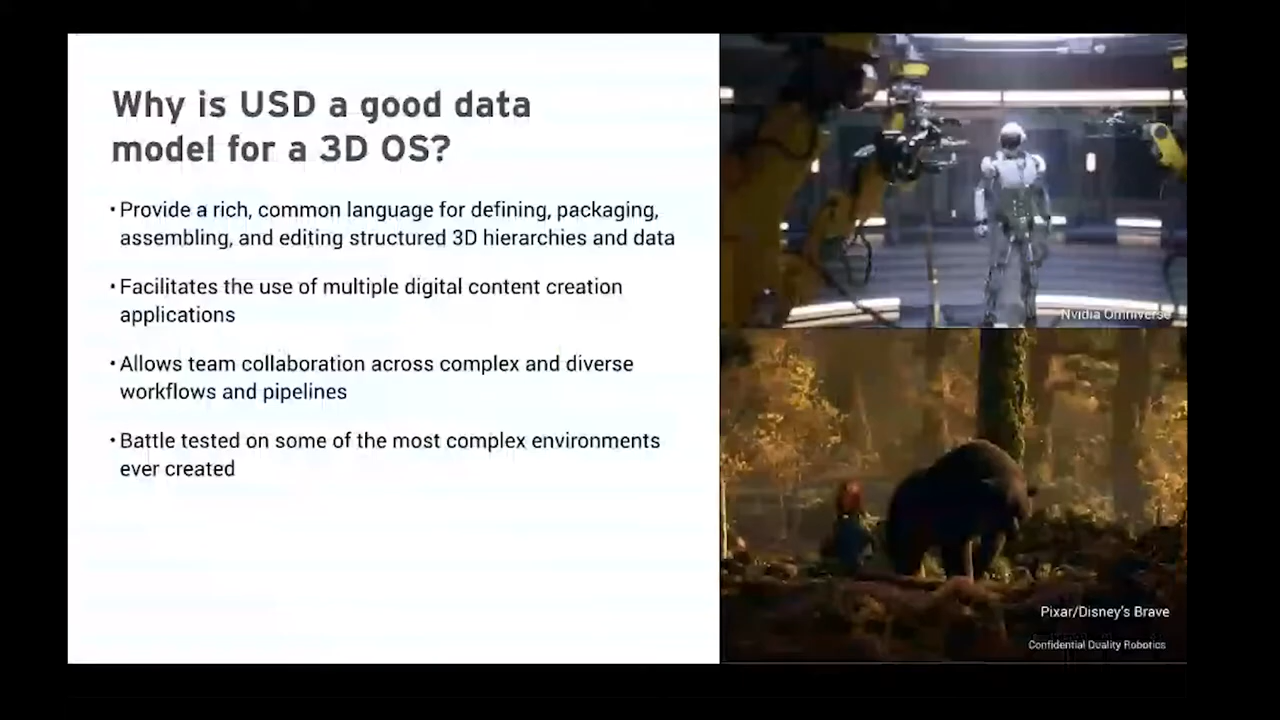 Why is USD a good data
model for a 3D OS?
• Provide a rich, common language for defining, packaging,
assembling, and editing structured 3D hierarchies and data
• Facilitates the use of multiple digital content creation
applications
• Allows team collaboration across complex and diverse
workflows and pipelines
• Battle tested on some of the most complex environments
ever created
Nvidia Omniverse
Pixar/Disney's Brave
Confidential Duality Robotics